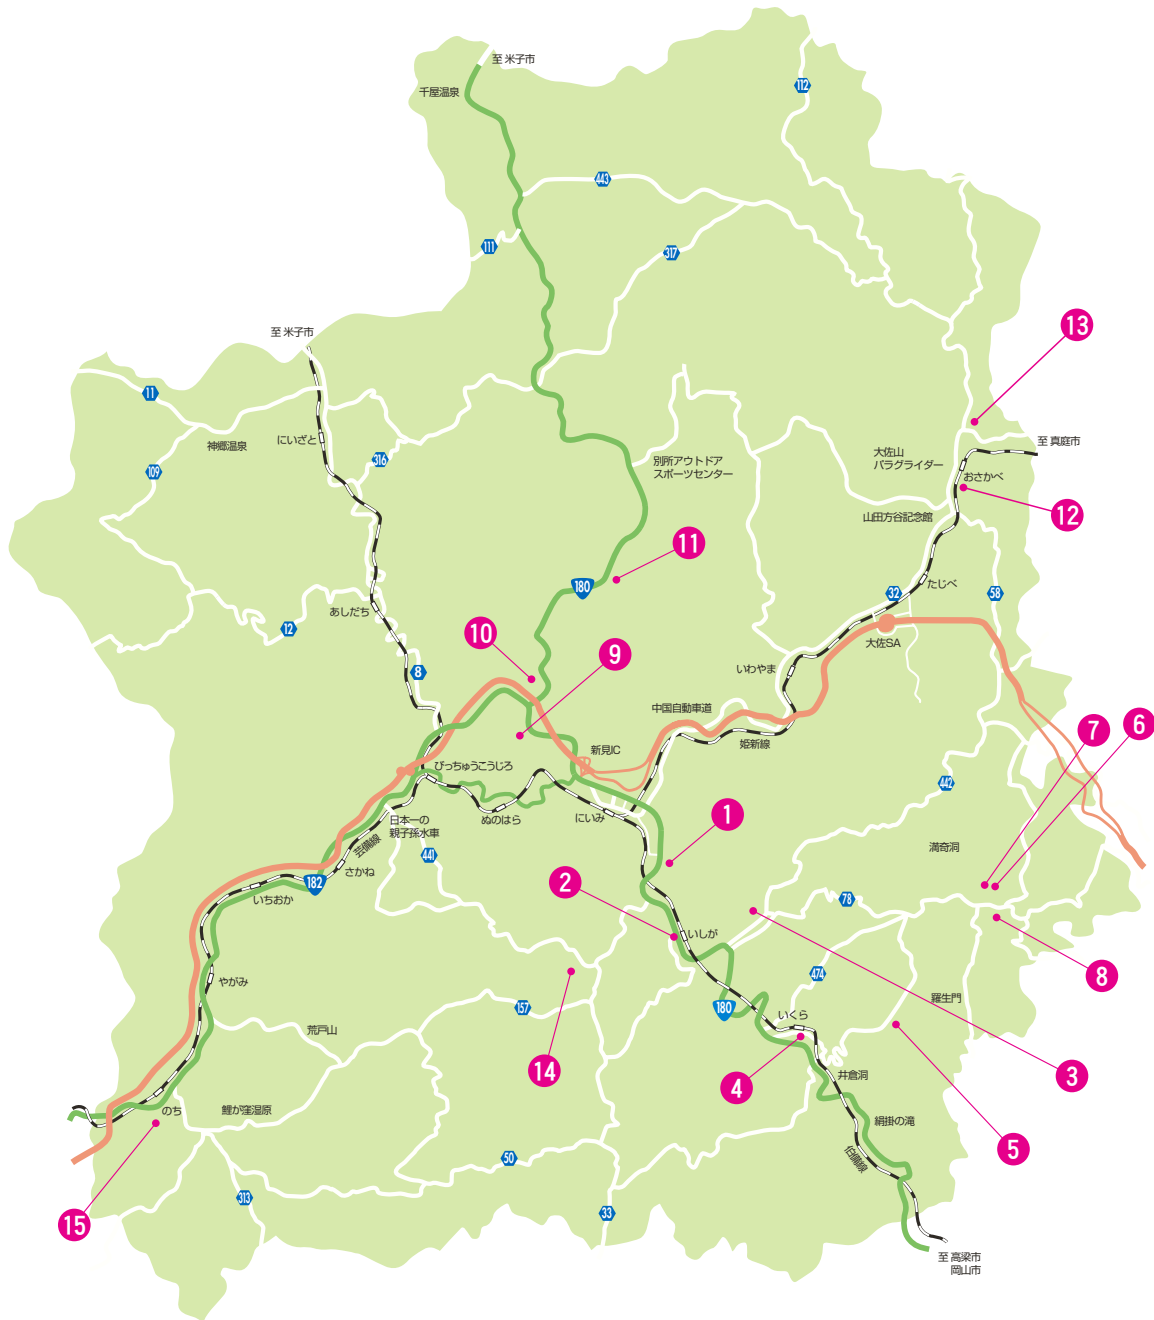 至 米子市
千屋温泉
112
443
111
317
至 米子市
13
11
神郷温泉
にいざと
316
109
別所アウトドア
スポーツセンター
大佐山
パラグライダー
至 真庭市
おさかべ
12
山田方谷記念館
11
180
たじべ
32
58
あしだち
12
大佐SA
10
9
8
いわやま
中国自動車道
姫新線
新見IC
7
6
びっちゅうこうじろ
442
ぬのはら
にいみ
日本一の
親子孫水車
芸備線
441
さかね
1
満奇洞
182
いちおか
2
78
いしが
やがみ
474
8
14
157
180
羅生門
いくら
荒戸山
4
3
井倉洞
のち
鯉が窪湿原
絹掛の滝
5
伯備線
50
313
33
15
至 高梁市
岡山市